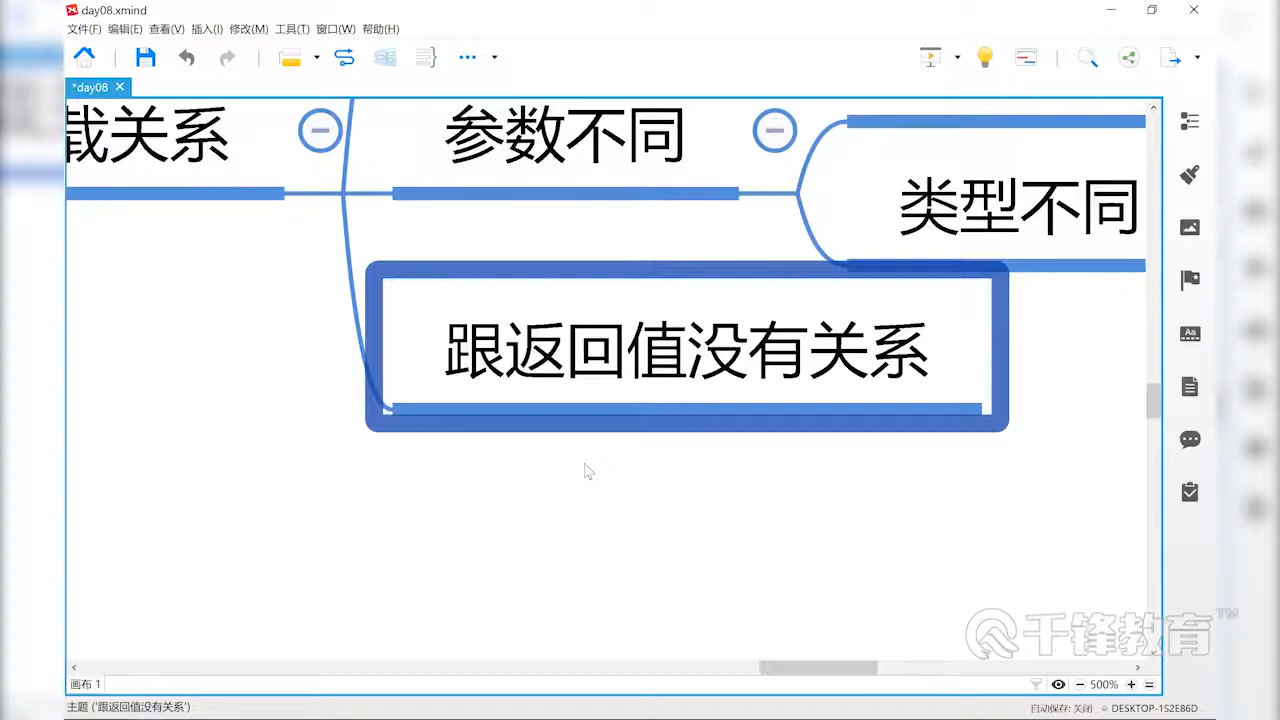 day08.xmind
文件(F) 编辑(E) 查看(V) 插入(I) 修改(M) 工具(T) 窗口(W) 帮助(H)
*day08
载关系
参数不同
类型不同
跟返回值没有关系
Aa
千锋教育™
画布 1
500%
主题 ('跟返回值没有关系')
自动保存: 关闭
DESKTOP-1S2E86D